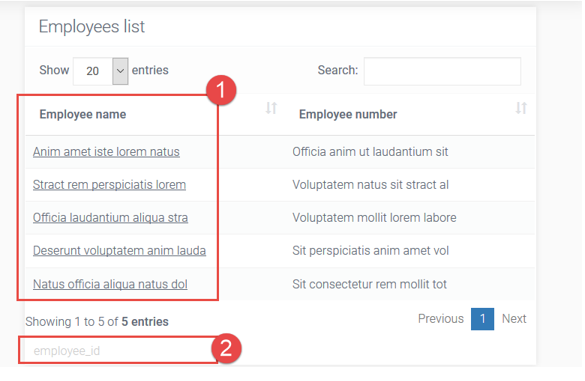 Employees list
Show 20 entries Search:
1
Employee name Employee number
Anim amet iste lorem natus Officia anim ut laudantium sit
Stract rem perspiciatis lorem Voluptatem natus sit stract al
Officia laudantium aliqua stra Voluptatem mollit lorem labore
Deserunt voluptatem anim lauda Sit perspiciatis anim amet vol
Natus officia aliqua natus dol Sit consectetur rem mollit tot
Showing 1 to 5 of 5 entries Previous 1 Next
employee_id 2